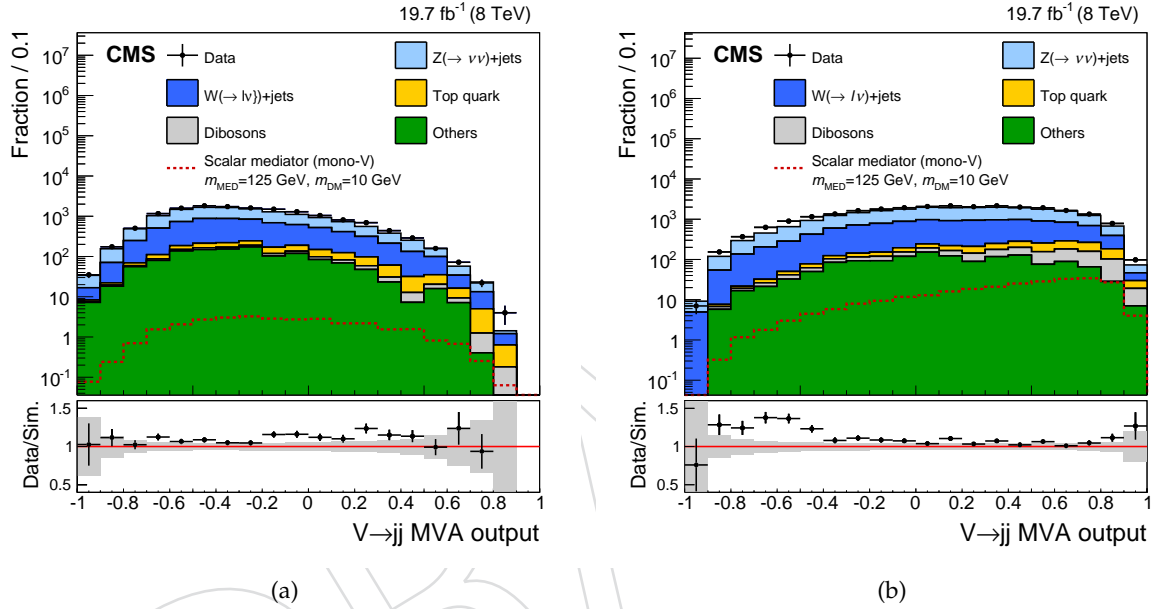 19.7 fb⁻¹ (8 TeV)
CMS
Data
Z(→ νν)+jets
W(→ lν})+jets
Top quark
Dibosons
Others
Scalar mediator (mono-V)
m_MED=125 GeV, m_DM=10 GeV
Fraction / 0.1
10⁷
10⁶
10⁵
10⁴
10³
10²
10
1
10⁻¹
Data/Sim.
1.5
1
0.5
-1 -0.8 -0.6 -0.4 -0.2 0 0.2 0.4 0.6 0.8 1
V→jj MVA output
(a)
19.7 fb⁻¹ (8 TeV)
CMS
Data
Z(→ νν)+jets
W(→ lν)+jets
Top quark
Dibosons
Others
Scalar mediator (mono-V)
m_MED=125 GeV, m_DM=10 GeV
Fraction / 0.1
10⁷
10⁶
10⁵
10⁴
10³
10²
10
1
10⁻¹
Data/Sim.
1.5
1
0.5
-1 -0.8 -0.6 -0.4 -0.2 0 0.2 0.4 0.6 0.8 1
V→jj MVA output
(b)